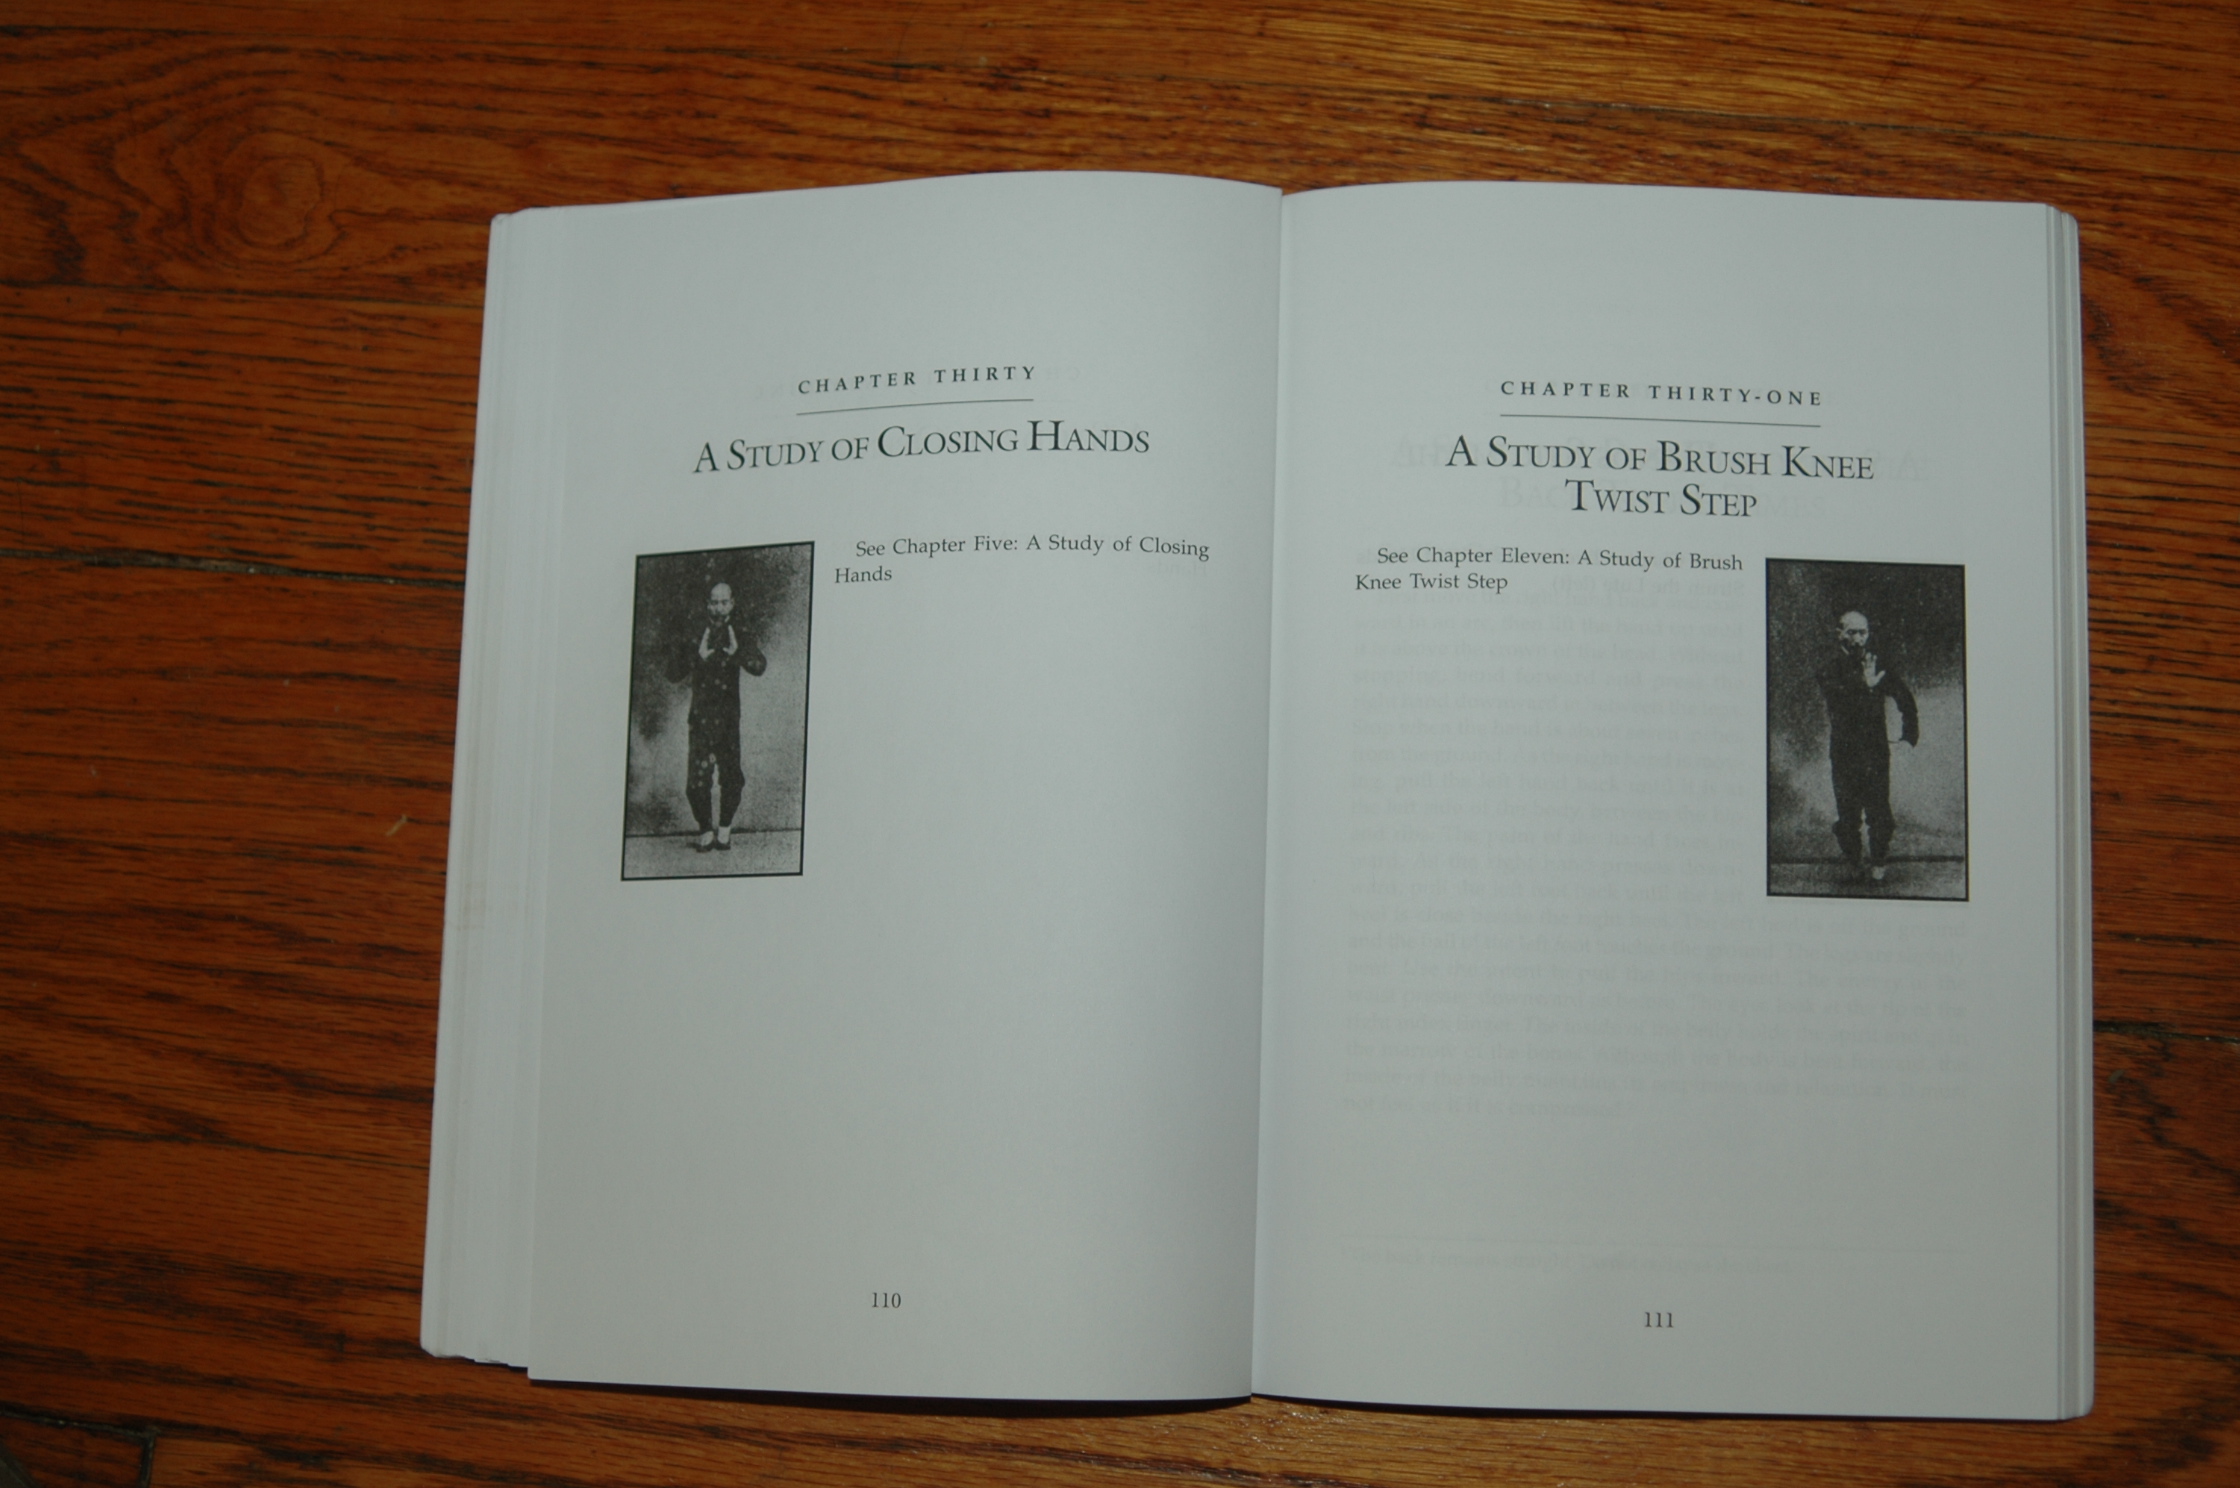 CHAPTER THIRTY
A STUDY OF CLOSING HANDS
See Chapter Five: A Study of Closing
Hands
110
CHAPTER THIRTY-ONE
A STUDY OF BRUSH KNEE
TWIST STEP
See Chapter Eleven: A Study of Brush
Knee Twist Step
111